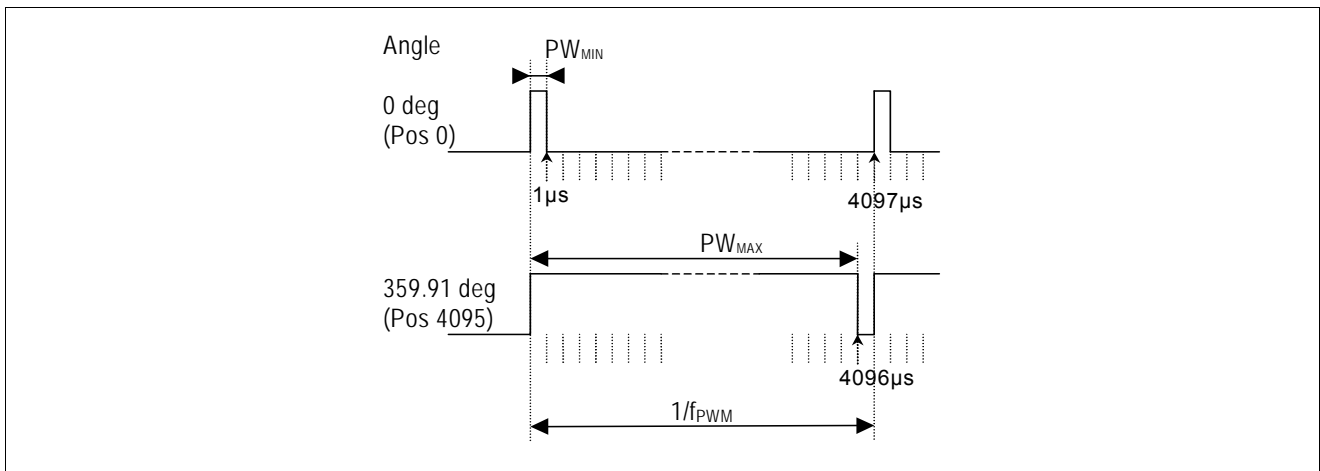 Angle
PWMIN
0 deg
(Pos 0)
1µs
4097µs
PWMAX
359.91 deg
(Pos 4095)
4096µs
1/fPWM